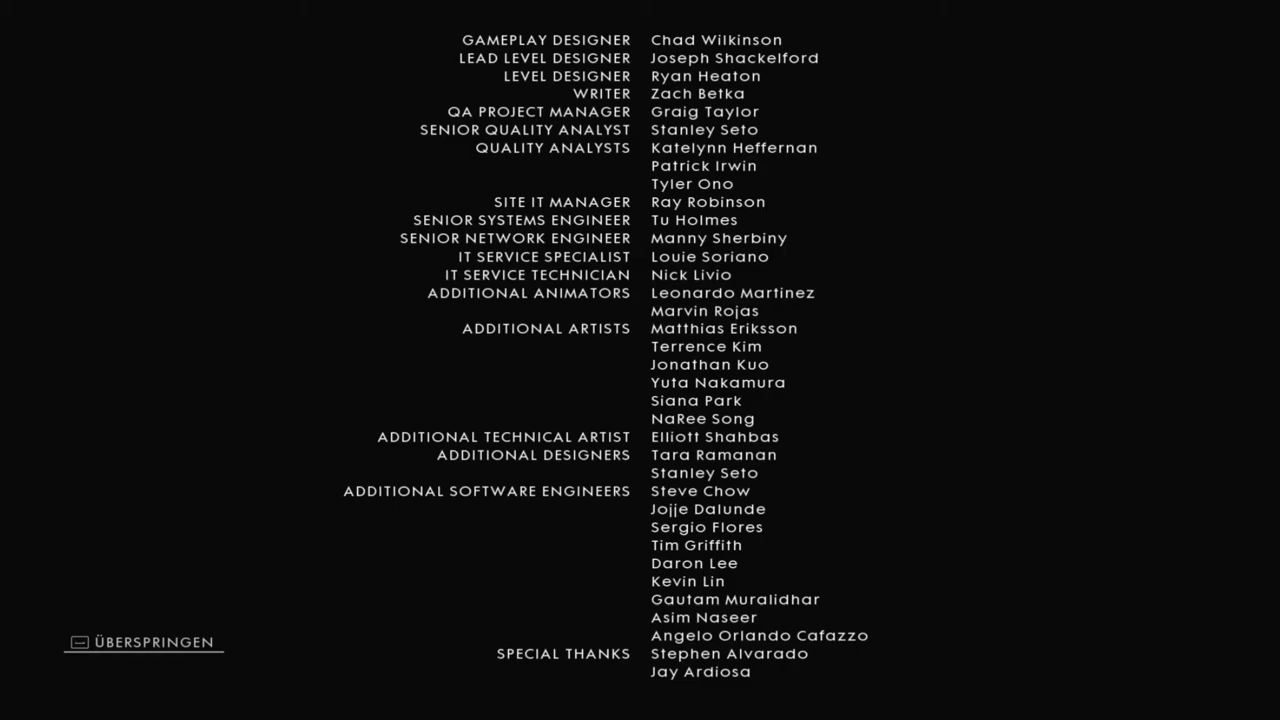 GAMEPLAY DESIGNER Chad Wilkinson
LEAD LEVEL DESIGNER Joseph Shackelford
LEVEL DESIGNER Ryan Heaton
WRITER Zach Betka
QA PROJECT MANAGER Graig Taylor
SENIOR QUALITY ANALYST Stanley Seto
QUALITY ANALYSTS Katelynn Heffernan
Patrick Irwin
Tyler Ono
SITE IT MANAGER Ray Robinson
SENIOR SYSTEMS ENGINEER Tu Holmes
SENIOR NETWORK ENGINEER Manny Sherbiny
IT SERVICE SPECIALIST Louie Soriano
IT SERVICE TECHNICIAN Nick Livio
ADDITIONAL ANIMATORS Leonardo Martinez
Marvin Rojas
ADDITIONAL ARTISTS Matthias Eriksson
Terrence Kim
Jonathan Kuo
Yuta Nakamura
Siana Park
NaRee Song
ADDITIONAL TECHNICAL ARTIST Elliott Shahbas
ADDITIONAL DESIGNERS Tara Ramanan
Stanley Seto
ADDITIONAL SOFTWARE ENGINEERS Steve Chow
Jojje Dalunde
Sergio Flores
Tim Griffith
Daron Lee
Kevin Lin
Gautam Muralidhar
Asim Naseer
Angelo Orlando Cafazzo
ÜBERSPRINGEN
SPECIAL THANKS Stephen Alvarado
Jay Ardiosa